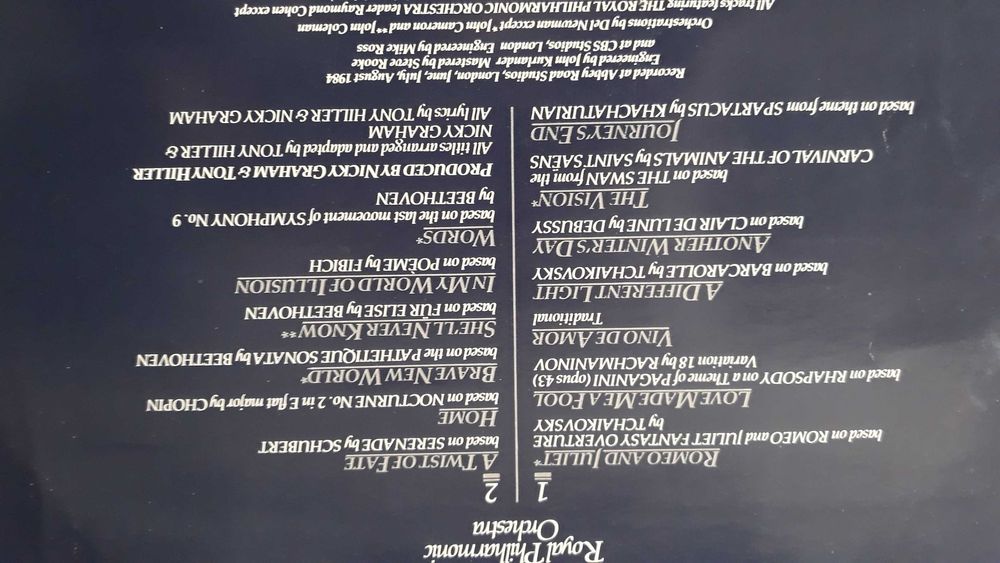 Royal Philharmonic
Orchestra
1
ROMEO AND JULIET*
based on ROMEO and JULIET FANTASY OVERTURE
by TCHAIKOVSKY
LOVE MADE ME A FOOL
based on RHAPSODY on a Theme of PAGANINI (opus 43)
Variation 18 by RACHMANINOV
VINO DE AMOR
Traditional
A DIFFERENT LIGHT
based on BARCAROLLE by TCHAIKOVSKY
ANOTHER WINTER'S DAY
based on CLAIR DE LUNE by DEBUSSY
THE VISION*
based on THE SWAN from the
CARNIVAL OF THE ANIMALS by SAINT SAËNS
JOURNEY'S END
based on theme from SPARTACUS by KHACHATURIAN
2
A TWIST OF FATE
based on SERENADE by SCHUBERT
HOME
based on NOCTURNE No. 2 in E flat major by CHOPIN
BRAVE NEW WORLD*
based on the PATHETIQUE SONATA by BEETHOVEN
SHE'LL NEVER KNOW**
based on FÜR ELISE by BEETHOVEN
IN MY WORLD OF ILLUSION
based on POÈME by FIBICH
WORDS*
based on the last movement of SYMPHONY No. 9
by BEETHOVEN
PRODUCED BY NICKY GRAHAM & TONY HILLER
All titles arranged and adapted by TONY HILLER &
NICKY GRAHAM
All lyrics by TONY HILLER & NICKY GRAHAM
Recorded at Abbey Road Studios, London, June, July, August 1984
Engineered by John Kurlander Mastered by Steve Rooke
and at CBS Studios, London Engineered by Mike Ross
Orchestrations by Del Newman except *John Cameron and **John Coleman
All tracks featuring THE ROYAL PHILHARMONIC ORCHESTRA leader Raymond Cohen except